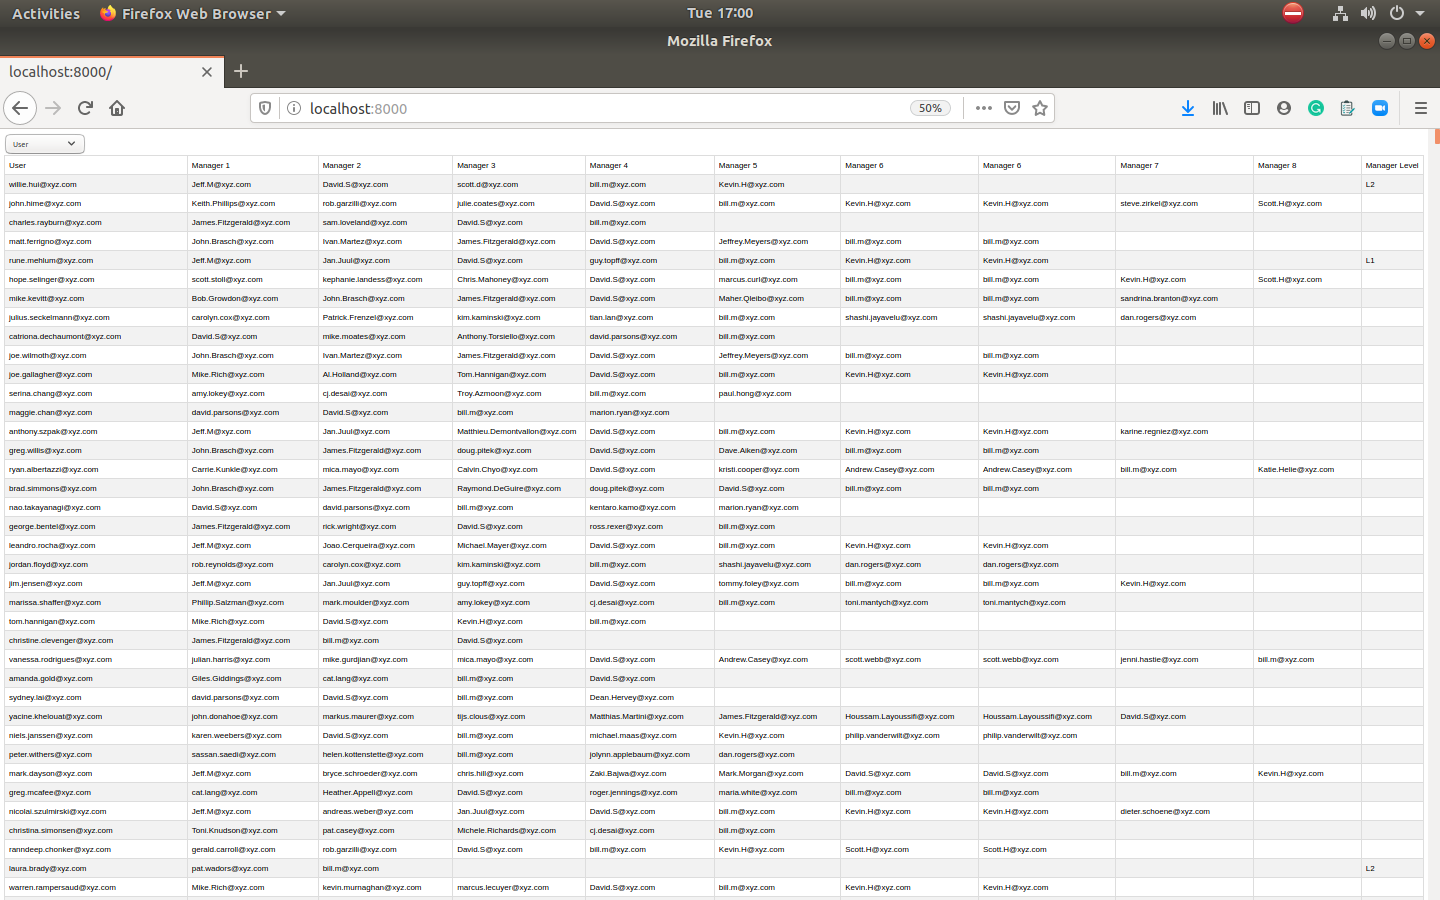 Activities Firefox Web Browser Tue 17:00
Mozilla Firefox
localhost:8000/
localhost:8000 50%
User
User Manager 1 Manager 2 Manager 3 Manager 4 Manager 5 Manager 6 Manager 6 Manager 7 Manager 8 Manager Level
willie.hui@xyz.com Jeff.M@xyz.com David.S@xyz.com scott.d@xyz.com bill.m@xyz.com Kevin.H@xyz.com L2
john.hime@xyz.com Keith.Phillips@xyz.com rob.garzilli@xyz.com julie.coates@xyz.com David.S@xyz.com bill.m@xyz.com Kevin.H@xyz.com Kevin.H@xyz.com steve.zirkel@xyz.com Scott.H@xyz.com
charles.rayburn@xyz.com James.Fitzgerald@xyz.com sam.loveland@xyz.com David.S@xyz.com bill.m@xyz.com
matt.ferrigno@xyz.com John.Brasch@xyz.com Ivan.Martez@xyz.com James.Fitzgerald@xyz.com David.S@xyz.com Jeffrey.Meyers@xyz.com bill.m@xyz.com bill.m@xyz.com
rune.mehlum@xyz.com Jeff.M@xyz.com Jan.Juul@xyz.com David.S@xyz.com guy.topff@xyz.com bill.m@xyz.com Kevin.H@xyz.com Kevin.H@xyz.com L1
hope.selinger@xyz.com scott.stoll@xyz.com kephanie.landess@xyz.com Chris.Mahoney@xyz.com David.S@xyz.com marcus.curl@xyz.com bill.m@xyz.com bill.m@xyz.com Kevin.H@xyz.com Scott.H@xyz.com
mike.kevitt@xyz.com Bob.Growdon@xyz.com John.Brasch@xyz.com James.Fitzgerald@xyz.com David.S@xyz.com Maher.Qleibo@xyz.com bill.m@xyz.com bill.m@xyz.com sandrina.branton@xyz.com
julius.seckelmann@xyz.com carolyn.cox@xyz.com Patrick.Frenzel@xyz.com kim.kaminski@xyz.com tian.lan@xyz.com bill.m@xyz.com shashi.jayavelu@xyz.com shashi.jayavelu@xyz.com dan.rogers@xyz.com
catriona.dechaumont@xyz.com David.S@xyz.com mike.moates@xyz.com Anthony.Torsiello@xyz.com david.parsons@xyz.com bill.m@xyz.com
joe.wilmoth@xyz.com John.Brasch@xyz.com Ivan.Martez@xyz.com James.Fitzgerald@xyz.com David.S@xyz.com Jeffrey.Meyers@xyz.com bill.m@xyz.com bill.m@xyz.com
joe.gallagher@xyz.com Mike.Rich@xyz.com Al.Holland@xyz.com Tom.Hannigan@xyz.com David.S@xyz.com bill.m@xyz.com Kevin.H@xyz.com Kevin.H@xyz.com
serina.chang@xyz.com amy.lokey@xyz.com cj.desai@xyz.com Troy.Azmoon@xyz.com bill.m@xyz.com paul.hong@xyz.com
maggie.chan@xyz.com david.parsons@xyz.com David.S@xyz.com bill.m@xyz.com marion.ryan@xyz.com
anthony.szpak@xyz.com Jeff.M@xyz.com Jan.Juul@xyz.com Matthieu.Demontvallon@xyz.com David.S@xyz.com bill.m@xyz.com Kevin.H@xyz.com Kevin.H@xyz.com karine.regniez@xyz.com
greg.willis@xyz.com John.Brasch@xyz.com James.Fitzgerald@xyz.com doug.pitek@xyz.com David.S@xyz.com Dave.Aiken@xyz.com bill.m@xyz.com bill.m@xyz.com
ryan.albertazzi@xyz.com Carrie.Kunkle@xyz.com mica.mayo@xyz.com Calvin.Chyo@xyz.com David.S@xyz.com kristi.cooper@xyz.com Andrew.Casey@xyz.com Andrew.Casey@xyz.com bill.m@xyz.com Katie.Helie@xyz.com
brad.simmons@xyz.com John.Brasch@xyz.com James.Fitzgerald@xyz.com Raymond.DeGuire@xyz.com doug.pitek@xyz.com David.S@xyz.com bill.m@xyz.com bill.m@xyz.com
nao.takayanagi@xyz.com David.S@xyz.com david.parsons@xyz.com bill.m@xyz.com kentaro.kamo@xyz.com marion.ryan@xyz.com
george.bentel@xyz.com James.Fitzgerald@xyz.com rick.wright@xyz.com David.S@xyz.com ross.rexer@xyz.com bill.m@xyz.com
leandro.rocha@xyz.com Jeff.M@xyz.com Joao.Cerqueira@xyz.com Michael.Mayer@xyz.com David.S@xyz.com bill.m@xyz.com Kevin.H@xyz.com Kevin.H@xyz.com
jordan.floyd@xyz.com rob.reynolds@xyz.com carolyn.cox@xyz.com kim.kaminski@xyz.com bill.m@xyz.com shashi.jayavelu@xyz.com dan.rogers@xyz.com dan.rogers@xyz.com
jim.jensen@xyz.com Jeff.M@xyz.com Jan.Juul@xyz.com guy.topff@xyz.com David.S@xyz.com tommy.foley@xyz.com bill.m@xyz.com bill.m@xyz.com Kevin.H@xyz.com
marissa.shaffer@xyz.com Phillip.Salzman@xyz.com mark.moulder@xyz.com amy.lokey@xyz.com cj.desai@xyz.com bill.m@xyz.com toni.mantych@xyz.com toni.mantych@xyz.com
tom.hannigan@xyz.com Mike.Rich@xyz.com David.S@xyz.com Kevin.H@xyz.com bill.m@xyz.com
christine.clevenger@xyz.com James.Fitzgerald@xyz.com bill.m@xyz.com David.S@xyz.com
vanessa.rodrigues@xyz.com julian.harris@xyz.com mike.gurdjian@xyz.com mica.mayo@xyz.com David.S@xyz.com Andrew.Casey@xyz.com scott.webb@xyz.com scott.webb@xyz.com jenni.hastie@xyz.com bill.m@xyz.com
amanda.gold@xyz.com Giles.Giddings@xyz.com cat.lang@xyz.com bill.m@xyz.com David.S@xyz.com
sydney.lai@xyz.com david.parsons@xyz.com David.S@xyz.com bill.m@xyz.com Dean.Hervey@xyz.com
yacine.khelouat@xyz.com john.donahoe@xyz.com markus.maurer@xyz.com tijs.clous@xyz.com Matthias.Martini@xyz.com James.Fitzgerald@xyz.com Houssam.Layoussifi@xyz.com Houssam.Layoussifi@xyz.com David.S@xyz.com
niels.janssen@xyz.com karen.weebers@xyz.com David.S@xyz.com bill.m@xyz.com michael.maas@xyz.com Kevin.H@xyz.com philip.vanderwilt@xyz.com philip.vanderwilt@xyz.com
peter.withers@xyz.com sassan.saedi@xyz.com helen.kottenstette@xyz.com bill.m@xyz.com jolynn.applebaum@xyz.com dan.rogers@xyz.com
mark.dayson@xyz.com Jeff.M@xyz.com bryce.schroeder@xyz.com chris.hill@xyz.com Zaki.Bajwa@xyz.com Mark.Morgan@xyz.com David.S@xyz.com David.S@xyz.com bill.m@xyz.com Kevin.H@xyz.com
greg.mcafee@xyz.com cat.lang@xyz.com Heather.Appell@xyz.com David.S@xyz.com roger.jennings@xyz.com maria.white@xyz.com bill.m@xyz.com bill.m@xyz.com
nicolai.szulmirski@xyz.com Jeff.M@xyz.com andreas.weber@xyz.com Jan.Juul@xyz.com David.S@xyz.com bill.m@xyz.com Kevin.H@xyz.com Kevin.H@xyz.com dieter.schoene@xyz.com
christina.simonsen@xyz.com Toni.Knudson@xyz.com pat.casey@xyz.com Michele.Richards@xyz.com cj.desai@xyz.com bill.m@xyz.com
ranndeep.chonker@xyz.com gerald.carroll@xyz.com rob.garzilli@xyz.com David.S@xyz.com bill.m@xyz.com Kevin.H@xyz.com Scott.H@xyz.com Scott.H@xyz.com
laura.brady@xyz.com pat.wadors@xyz.com bill.m@xyz.com L2
warren.rampersaud@xyz.com Mike.Rich@xyz.com kevin.murnaghan@xyz.com marcus.lecuyer@xyz.com David.S@xyz.com bill.m@xyz.com Kevin.H@xyz.com Kevin.H@xyz.com